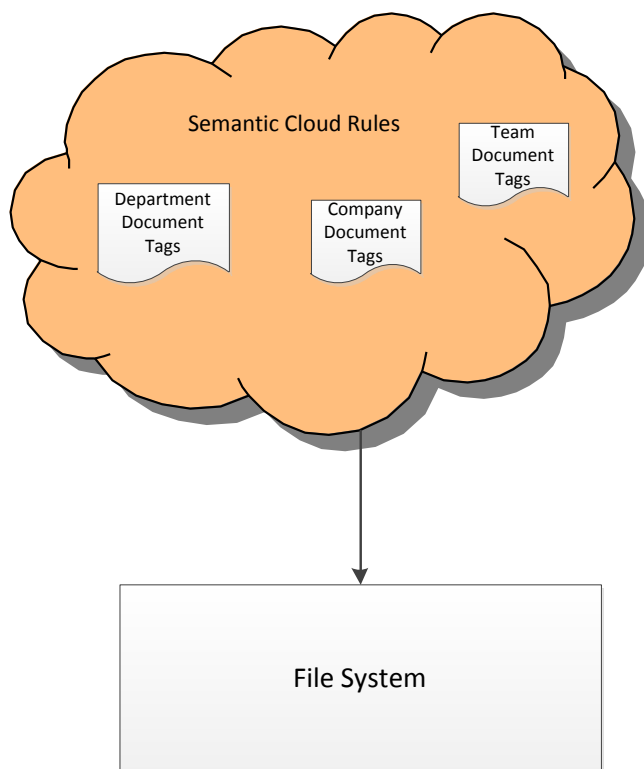 Semantic Cloud Rules
Team
Document
Tags
Department
Document
Tags
Company
Document
Tags
File System